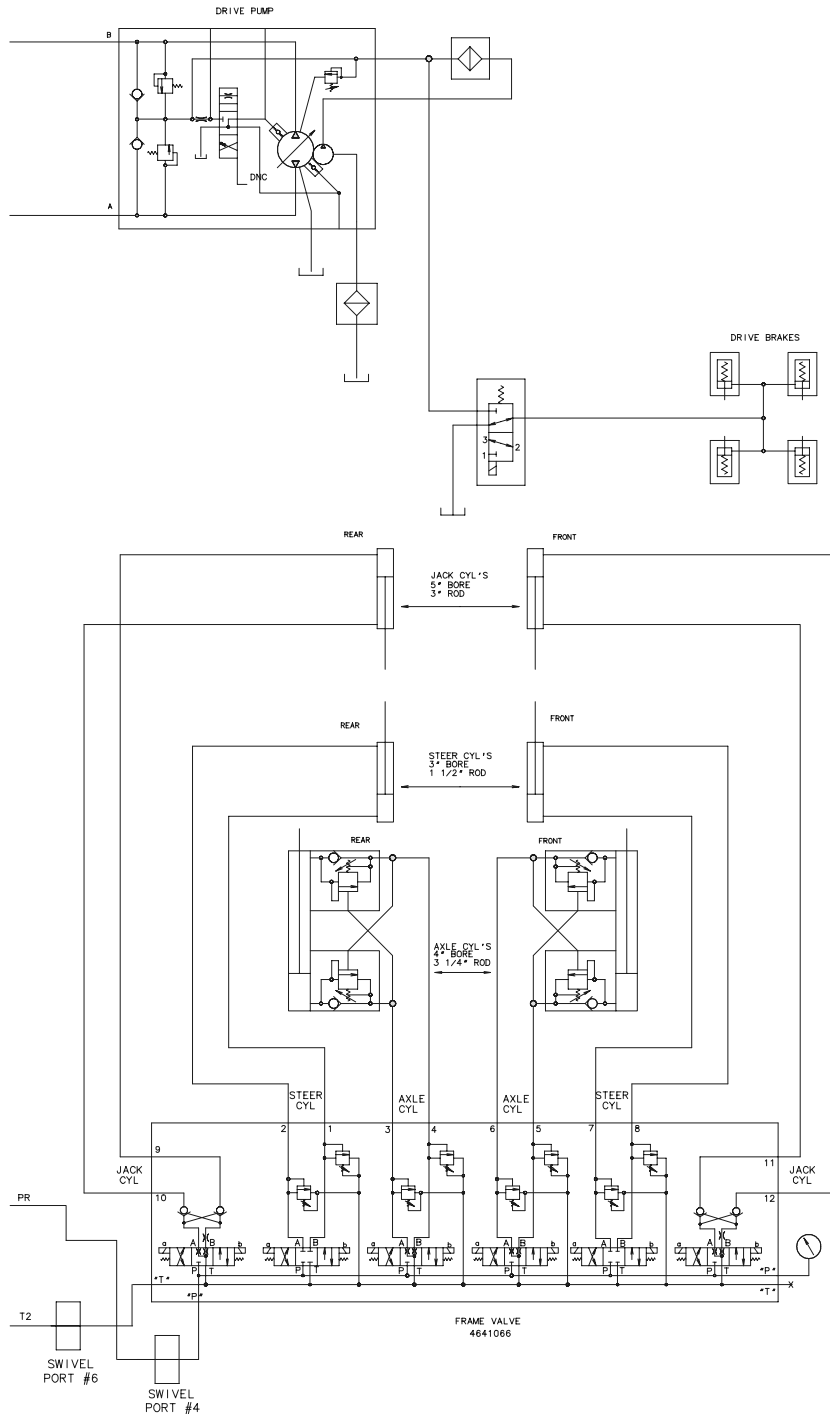 DRIVE PUMP
B
DNC
A
DRIVE BRAKES
3
1
2
REAR
FRONT
JACK CYL'S
5" BORE
3" ROD
REAR
FRONT
STEER CYL'S
3" BORE
1 1/2" ROD
REAR
FRONT
AXLE CYL'S
4" BORE
3 1/4" ROD
STEER
CYL
AXLE
CYL
AXLE
CYL
STEER
CYL
2
1
3
4
6
5
7
8
9
11
JACK
CYL
JACK
CYL
10
12
PR
a
A
B
b
a
A
B
b
a
A
B
b
a
A
B
b
a
A
B
b
a
A
B
b
P
T
P
T
P
T
P
T
P
T
P
T
"P"
"T"
X
"P"
"T"
T2
FRAME VALVE
4641066
SWIVEL
PORT #6
SWIVEL
PORT #4